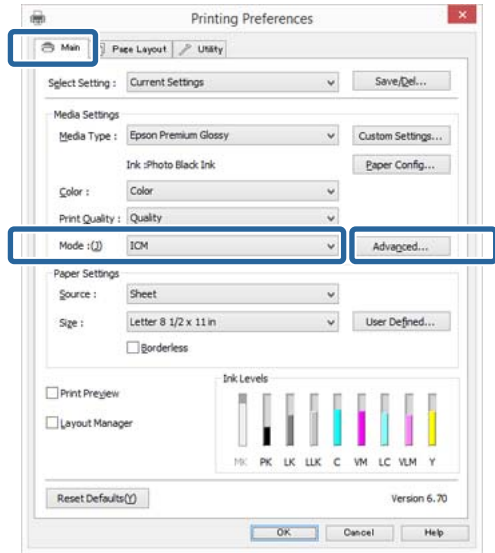 Printing Preferences
Main Page Layout Utility
Select Setting : Current Settings Save/Del...
Media Settings
Media Type : Epson Premium Glossy Custom Settings...
Ink :Photo Black Ink Paper Config...
Color : Color
Print Quality : Quality
Mode :(J) ICM Advanced...
Paper Settings
Source : Sheet
Size : Letter 8 1/2 x 11 in User Defined...
Borderless
Print Preview
Layout Manager
Ink Levels
MK PK LK LLK C VM LC VLM Y
Reset Defaults(Y) Version 6.70
OK Cancel Help